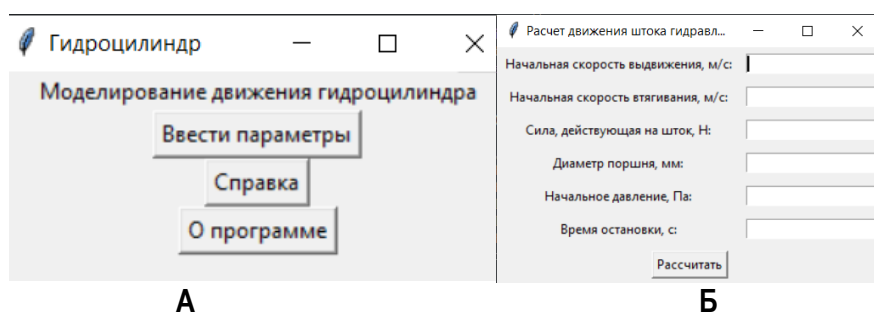 Гидроцилиндр
Моделирование движения гидроцилиндра
Ввести параметры
Справка
О программе
А
Расчет движения штока гидравл...
Начальная скорость выдвижения, м/с:
Начальная скорость втягивания, м/с:
Сила, действующая на шток, Н:
Диаметр поршня, мм:
Начальное давление, Па:
Время остановки, с:
Рассчитать
Б